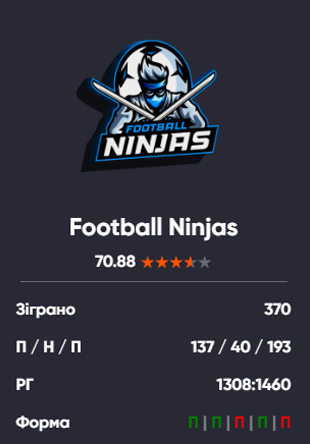 FOOTBALL
NINJAS
Football Ninjas
70.88
Зіграно 370
П / Н / П 137 / 40 / 193
РГ 1308:1460
Форма П | П | П | П | П